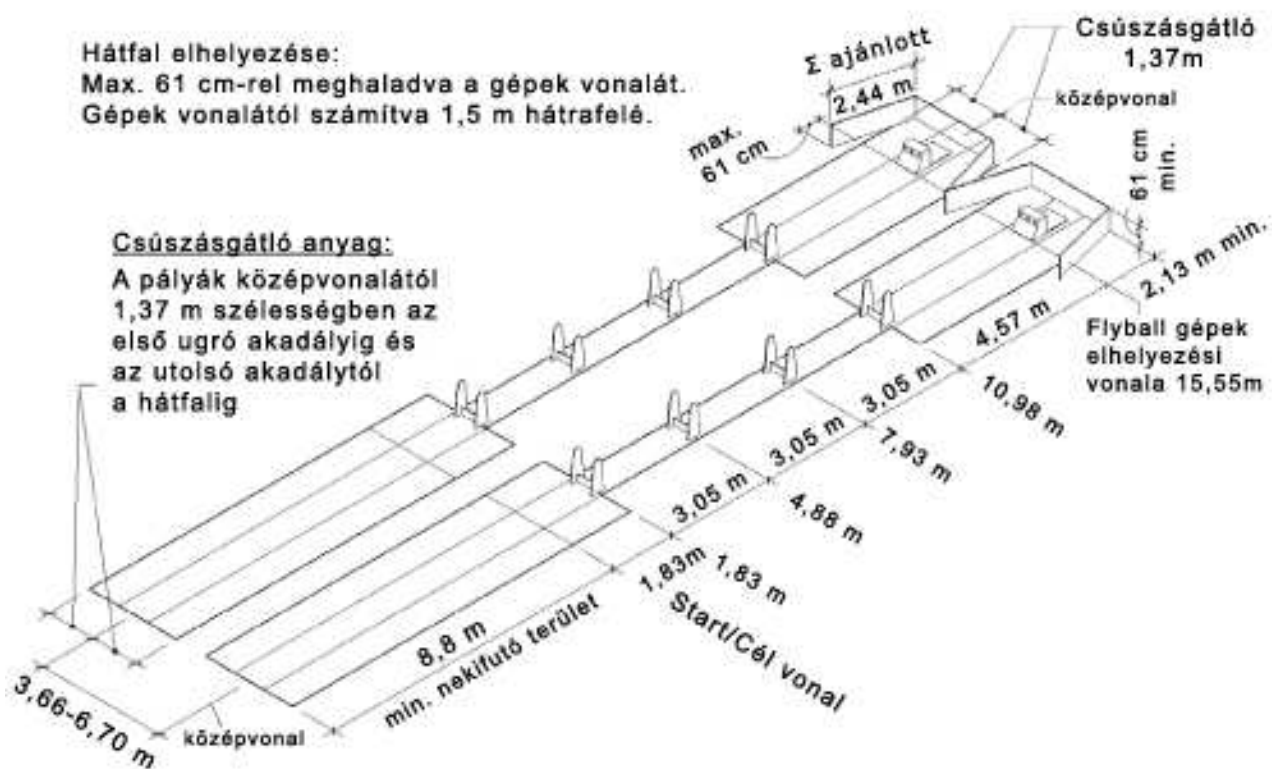 Hátfal elhelyezése:
Max. 61 cm-rel meghaladva a gépek vonalát.
Gépek vonalától számítva 1,5 m hátrafelé.
Σ ajánlott
2,44 m
Csúszásgátló
1,37m
középvonal
max.
61 cm
61 cm
min.
Csúszásgátló anyag:
A pályák középvonalától
1,37 m szélességben az
első ugró akadályig és
az utolsó akadálytól
a hátfalig
2,13 m min.
4,57 m
Flyball gépek
elhelyezési
vonala 15,55m
3,05 m
10,98 m
3,05 m
7,93 m
3,05 m
4,88 m
1,83m
1,83 m
Start/Cél vonal
8,8 m
min. nekifutó terület
3,66-6,70 m
középvonal